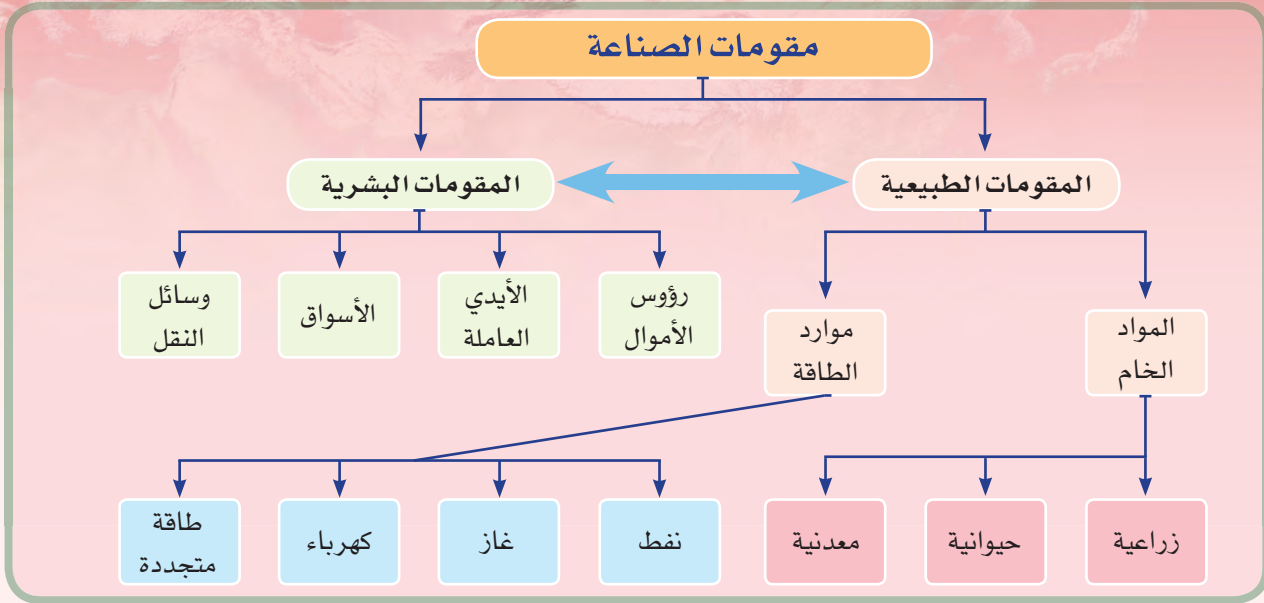 مقومات الصناعة
المقومات الطبيعية
المقومات البشرية
المواد
الخام
موارد
الطاقة
رؤوس
الأموال
الأيدي
العاملة
الأسواق
وسائل
النقل
زراعية
حيوانية
معدنية
نفط
غاز
كهرباء
طاقة
متجددة